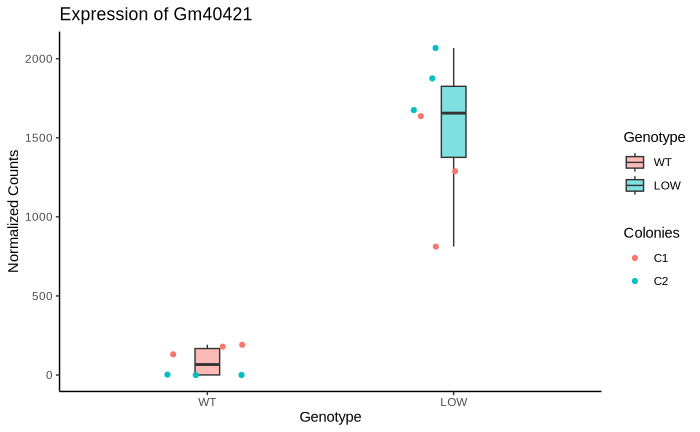 Expression of Gm40421
2000
1500
1000
500
0
Normalized Counts
WT
LOW
Genotype
Genotype
WT
LOW
Colonies
C1
C2